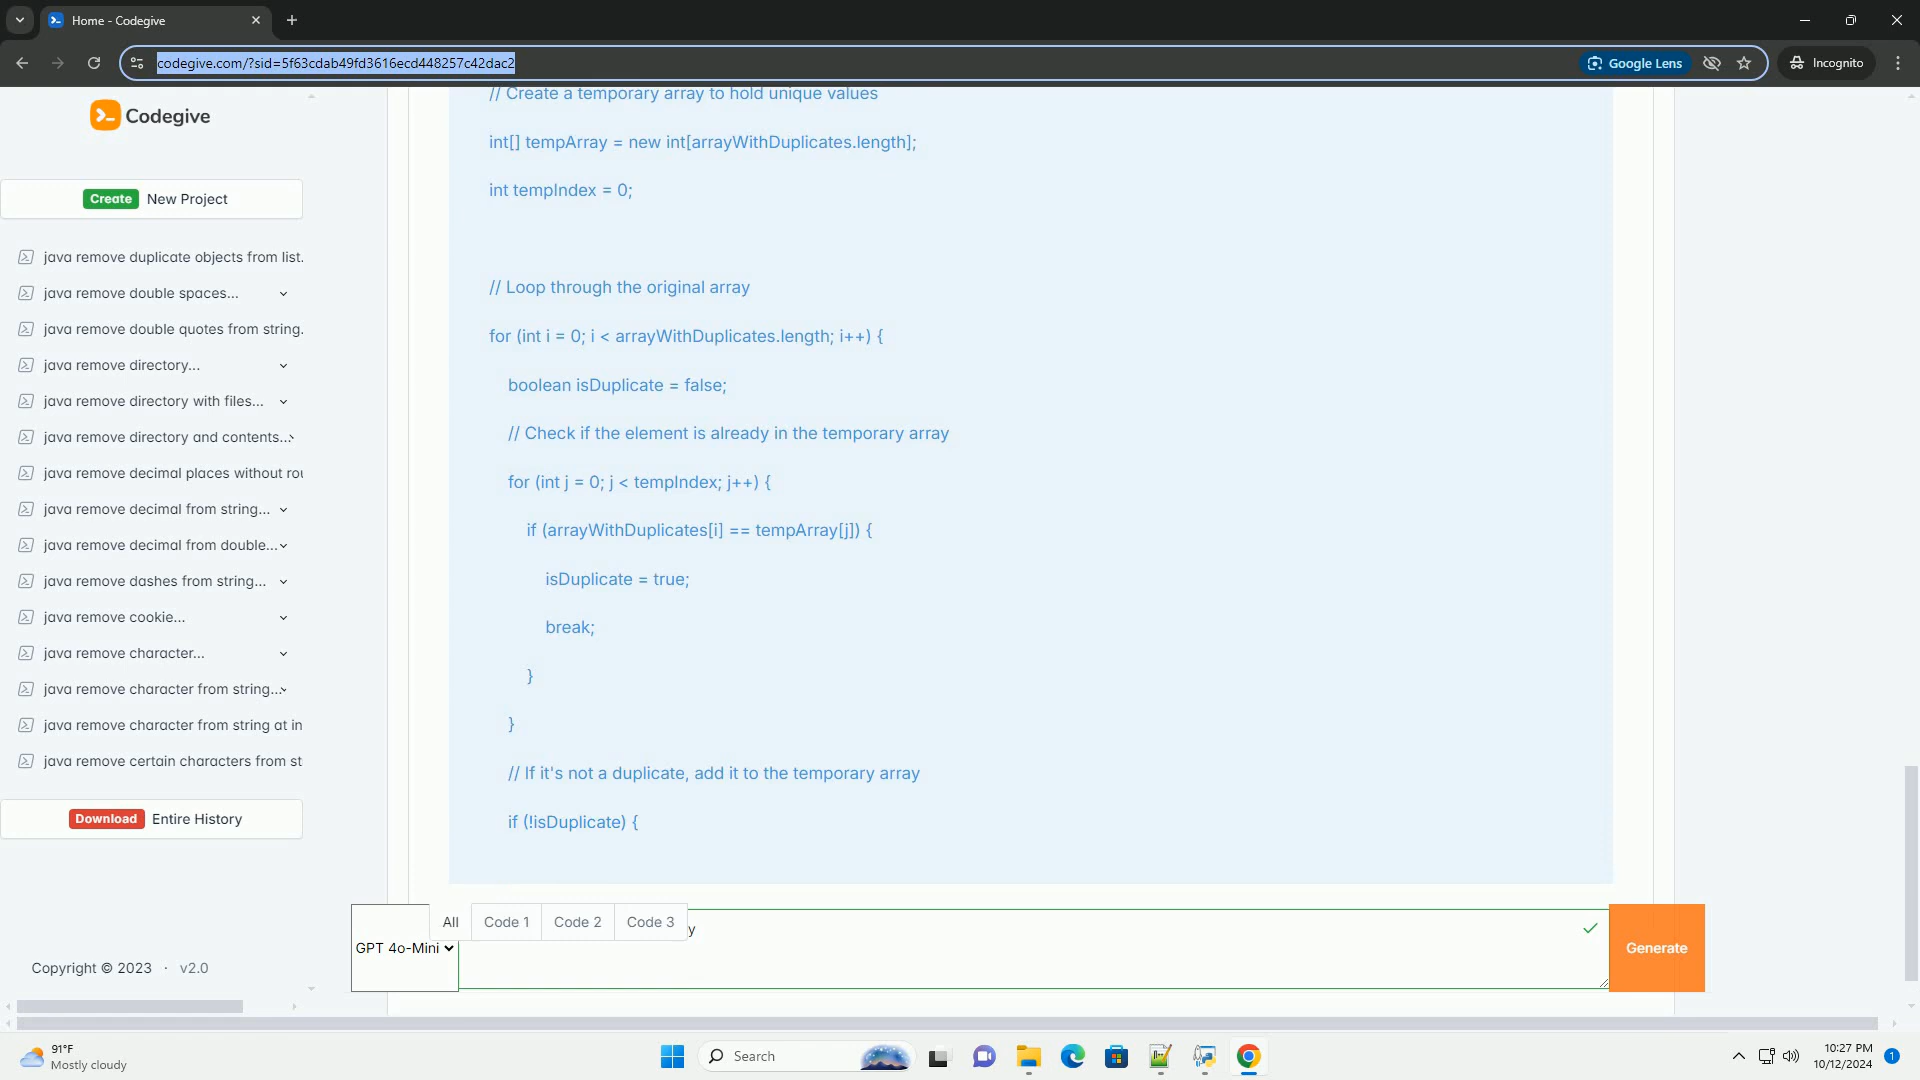 Home - Codegive
codegive.com/?sid=5f63cdab49fd3616ecd448257c42dac2
Google Lens
Incognito
Codegive
Create New Project
java remove duplicate objects from list.
java remove double spaces...
java remove double quotes from string.
java remove directory...
java remove directory with files...
java remove directory and contents...
java remove decimal places without rou
java remove decimal from string...
java remove decimal from double...
java remove dashes from string...
java remove cookie...
java remove character...
java remove character from string...
java remove character from string at in
java remove certain characters from st
Download Entire History
Copyright © 2023 · v2.0
// Create a temporary array to hold unique values
int[] tempArray = new int[arrayWithDuplicates.length];
int tempIndex = 0;
// Loop through the original array
for (int i = 0; i < arrayWithDuplicates.length; i++) {
boolean isDuplicate = false;
// Check if the element is already in the temporary array
for (int j = 0; j < tempIndex; j++) {
if (arrayWithDuplicates[i] == tempArray[j]) {
isDuplicate = true;
break;
}
}
// If it's not a duplicate, add it to the temporary array
if (!isDuplicate) {
All Code 1 Code 2 Code 3
y
GPT 4o-Mini
Generate
91°F
Mostly cloudy
Search
10:27 PM
10/12/2024
1